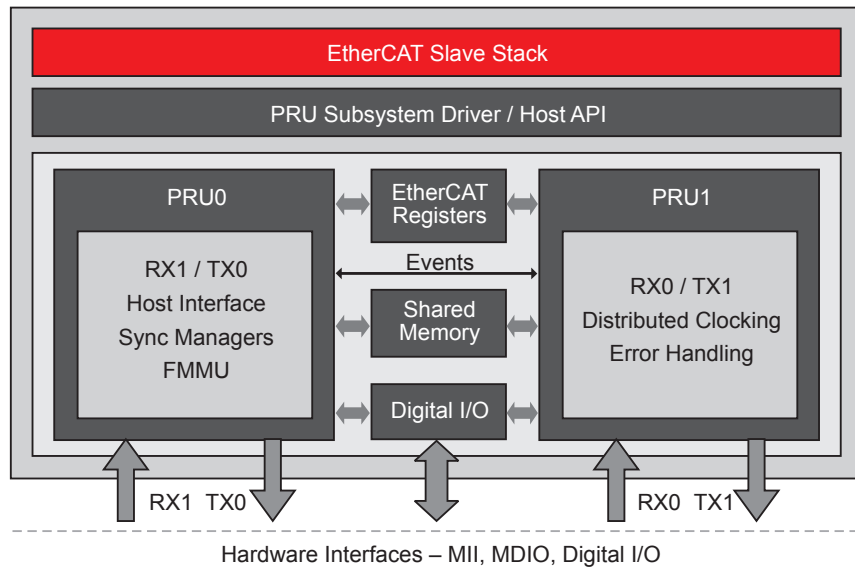 EtherCAT Slave Stack
PRU Subsystem Driver / Host API
PRU0
RX1 / TX0
Host Interface
Sync Managers
FMMU
EtherCAT
Registers
Events
Shared
Memory
Digital I/O
PRU1
RX0 / TX1
Distributed Clocking
Error Handling
RX1 TX0
RX0 TX1
Hardware Interfaces – MII, MDIO, Digital I/O